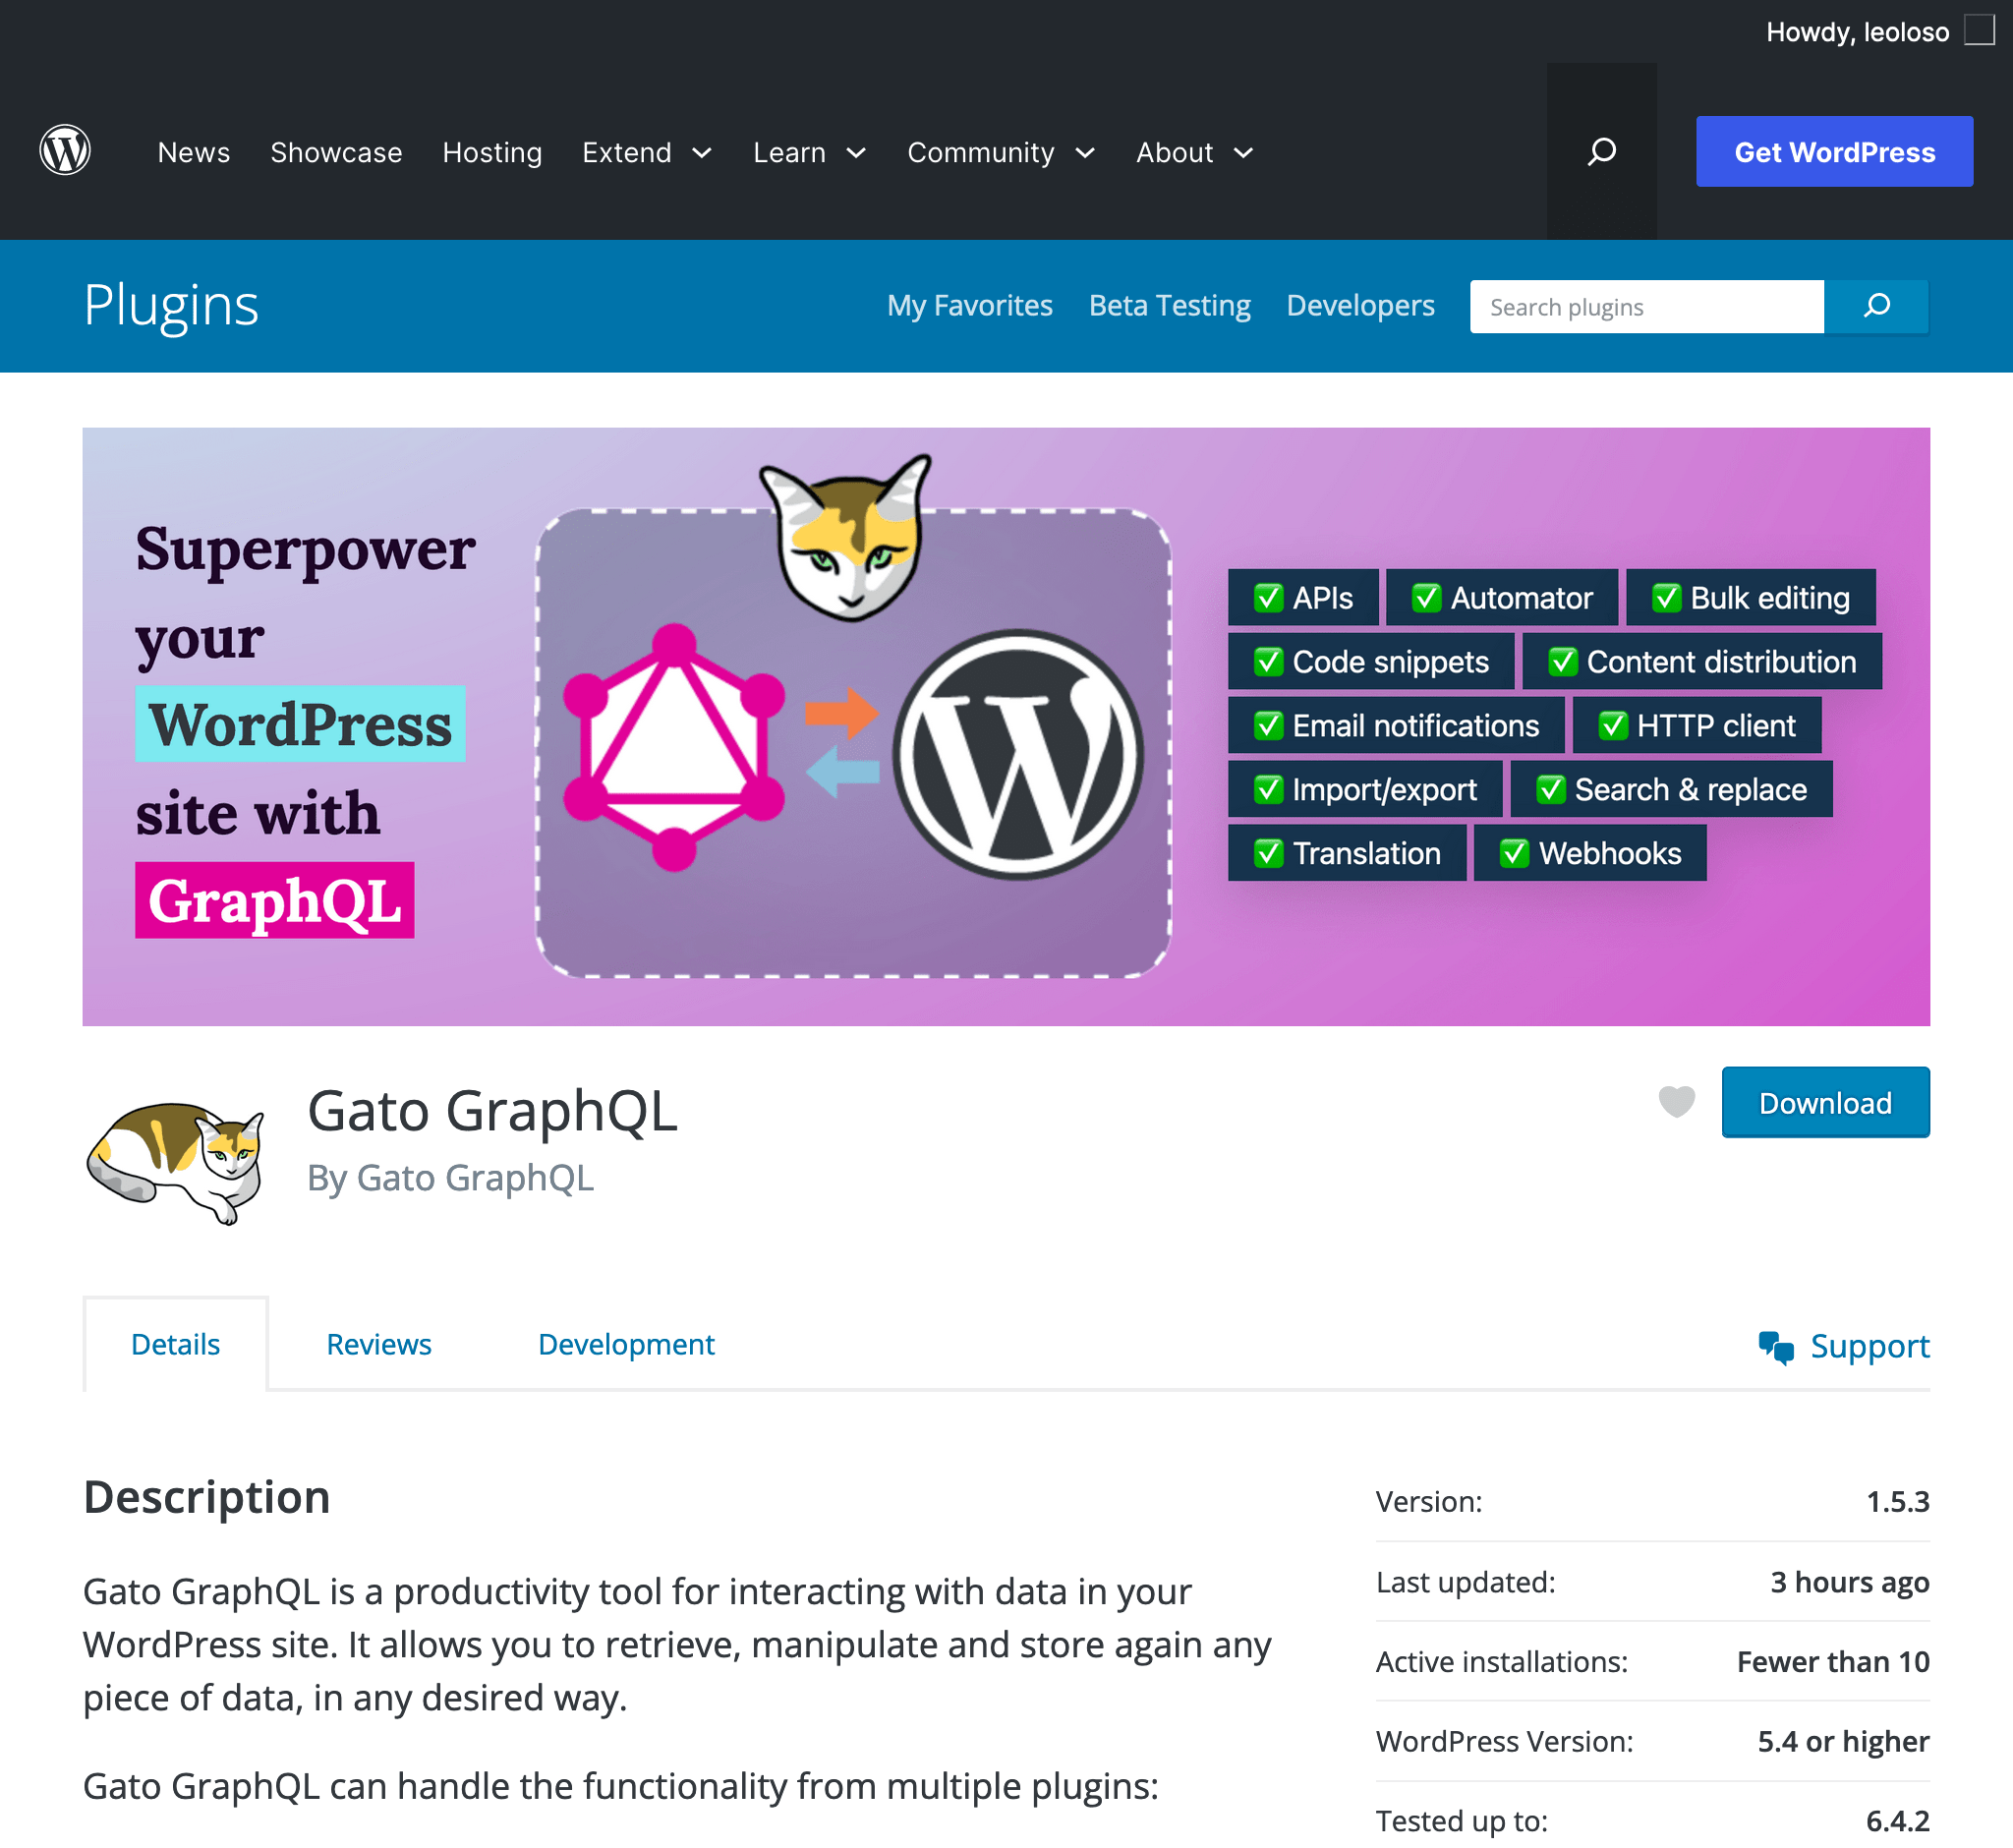 Howdy, leoloso
News Showcase Hosting Extend Learn Community About Get WordPress
Plugins My Favorites Beta Testing Developers Search plugins
Superpower
your
WordPress
site with
GraphQL
✅ APIs ✅ Automator ✅ Bulk editing
✅ Code snippets ✅ Content distribution
✅ Email notifications ✅ HTTP client
✅ Import/export ✅ Search & replace
✅ Translation ✅ Webhooks
Gato GraphQL
By Gato GraphQL
Download
Details Reviews Development Support
Description
Gato GraphQL is a productivity tool for interacting with data in your
WordPress site. It allows you to retrieve, manipulate and store again any
piece of data, in any desired way.
Gato GraphQL can handle the functionality from multiple plugins:
Version: 1.5.3
Last updated: 3 hours ago
Active installations: Fewer than 10
WordPress Version: 5.4 or higher
Tested up to: 6.4.2